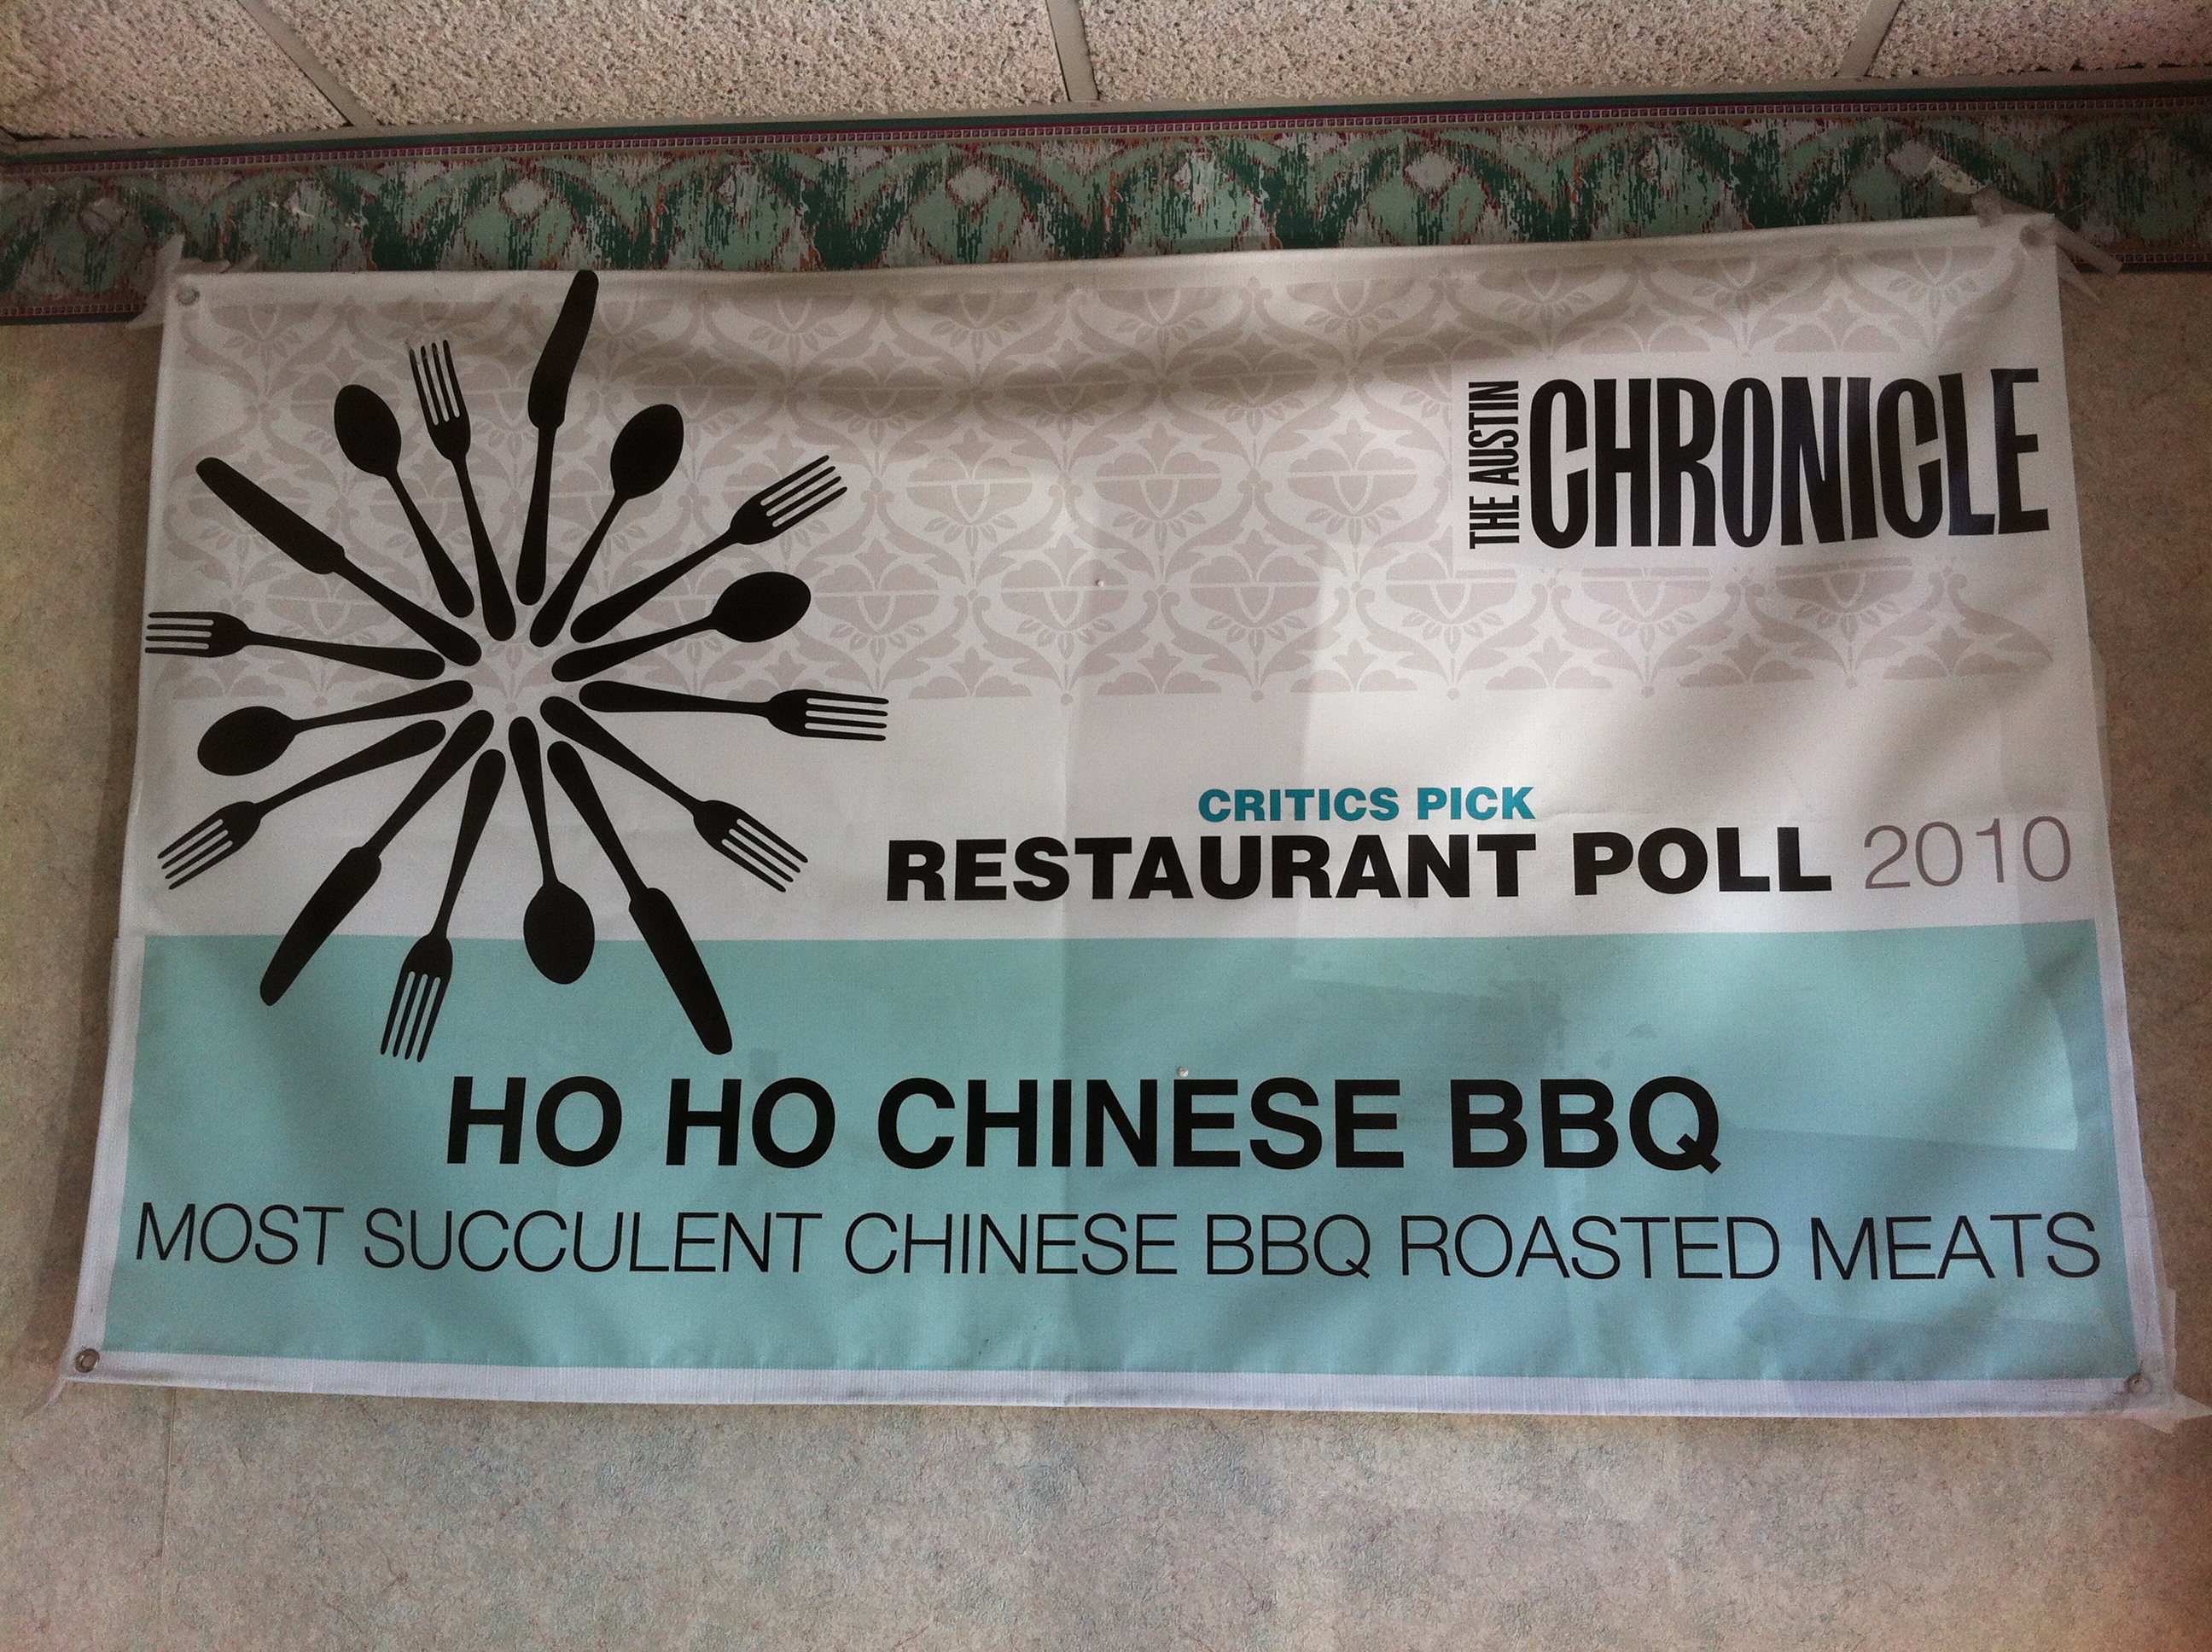 THE AUSTIN
CHRONICLE
CRITICS PICK
RESTAURANT POLL 2010
HO HO CHINESE BBQ
MOST SUCCULENT CHINESE BBQ ROASTED MEATS